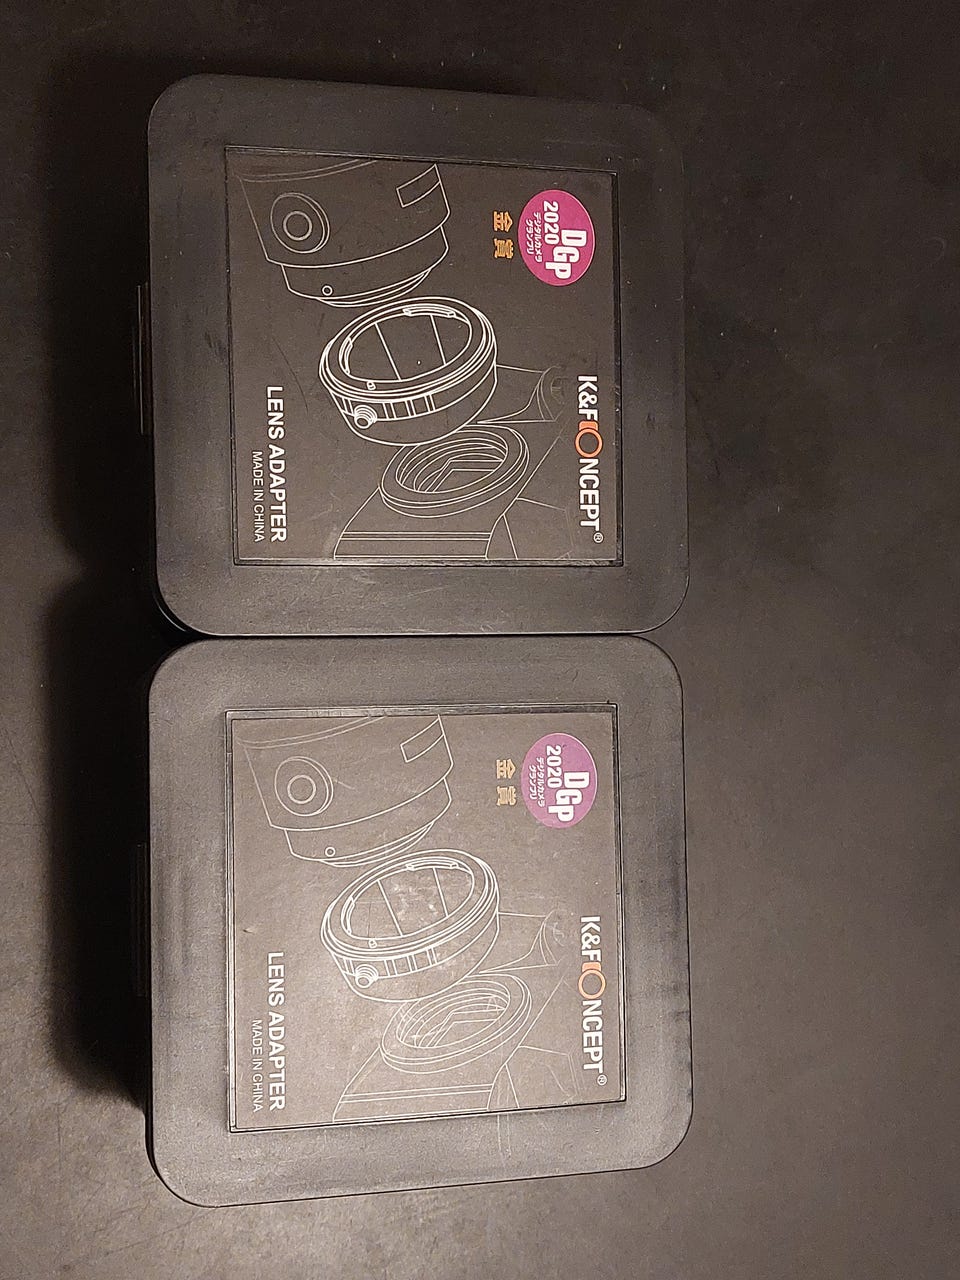 K&F CONCEPT®
DGP
2020
デジタルカメラ
グランプリ
金賞
LENS ADAPTER
MADE IN CHINA
K&F CONCEPT®
DGP
2020
デジタルカメラ
グランプリ
金賞
LENS ADAPTER
MADE IN CHINA